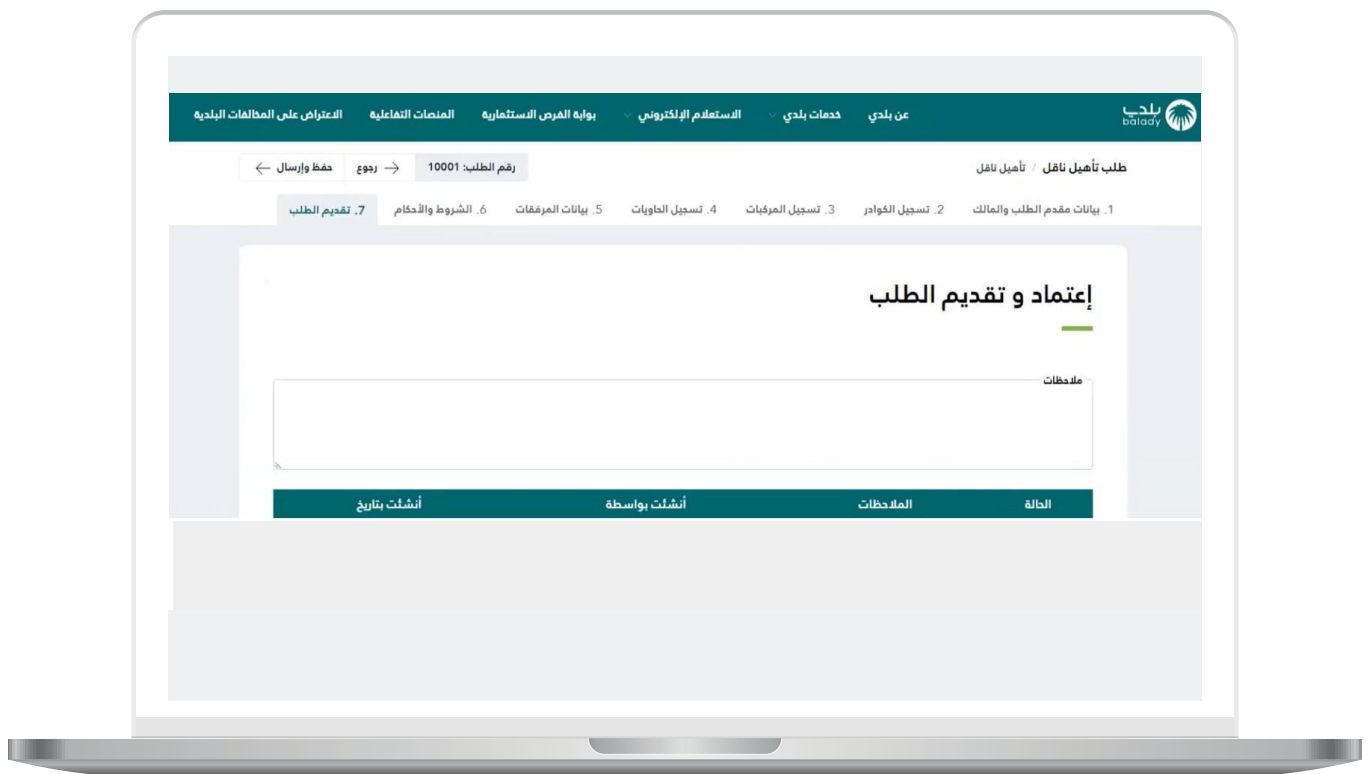 بلدي
balady
عن بلدي خدمات بلدي الاستعلام الإلكتروني بوابة الفرص الاستثمارية المنصات التفاعلية الاعتراض على المخالفات البلدية
طلب تأهيل ناقل / تأهيل ناقل رقم الطلب: 10001 رجوع حفظ وإرسال
1. بيانات مقدم الطلب والمالك 2. تسجيل الكوادر 3. تسجيل المركبات 4. تسجيل الحاويات 5. بيانات المرفقات 6. الشروط والأحكام 7. تقديم الطلب
إعتماد و تقديم الطلب
ملاحظات
الحالة الملاحظات أنشئت بواسطة أنشئت بتاريخ